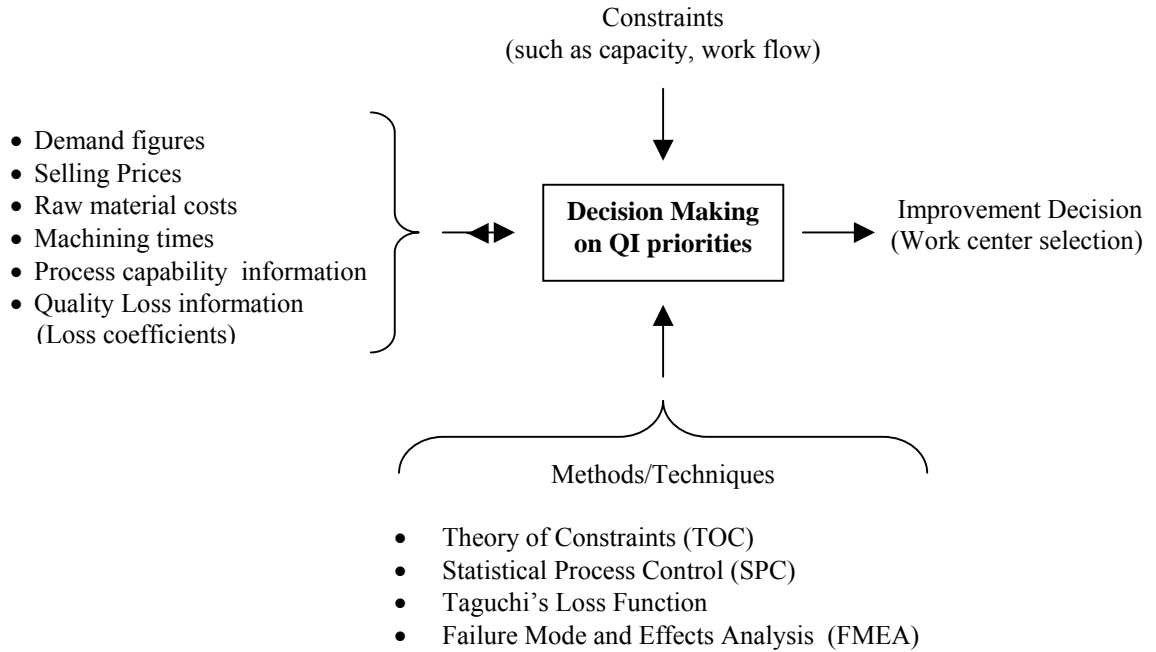 Constraints
(such as capacity, work flow)
• Demand figures
• Selling Prices
• Raw material costs
• Machining times
• Process capability information
• Quality Loss information
(Loss coefficients)
Decision Making
on QI priorities
Improvement Decision
(Work center selection)
Methods/Techniques
• Theory of Constraints (TOC)
• Statistical Process Control (SPC)
• Taguchi's Loss Function
• Failure Mode and Effects Analysis (FMEA)